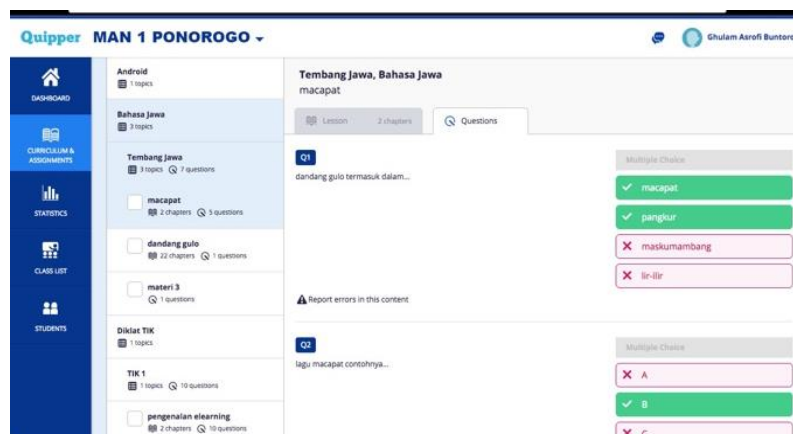 Quipper MAN 1 PONOROGO
Ghulam Asrofi Buntoro
DASHBOARD
CURRICULUM & ASSIGNMENTS
STATISTICS
CLASS LIST
STUDENTS
Android
1 topics
Bahasa Jawa
3 topics
Tembang Jawa
3 topics 7 questions
macapat
2 chapters 5 questions
dandang gulo
22 chapters 1 questions
materi 3
1 questions
Diklat TIK
1 topics
TIK 1
1 topics 10 questions
pengenalan elearning
2 chapters 10 questions
Tembang Jawa, Bahasa Jawa
macapat
Lesson 2 chapters Questions
Q1
dandang gulo termasuk dalam...
Multiple Choice
macapat
pangkur
maskumambang
lir-ilir
Report errors in this content
Q2
lagu macapat contohnya...
Multiple Choice
A
B